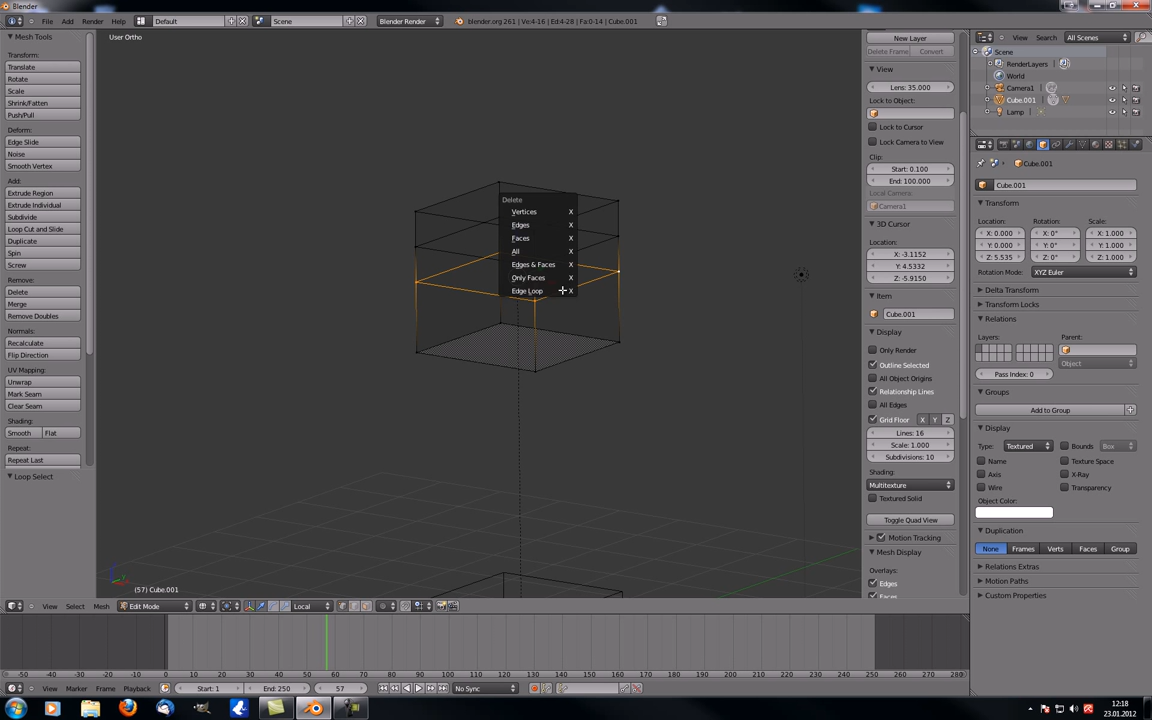 Blender
File
Add
Render
Help
Default
Scene
Blender Render
blender.org 261 | Ve:4-16 | Ed:4-28 | Fa:0-14 | Cube.001
Mesh Tools
Transform:
Translate
Rotate
Scale
Shrink/Fatten
Push/Pull
Deform:
Edge Slide
Noise
Smooth Vertex
Add:
Extrude Region
Extrude Individual
Subdivide
Loop Cut and Slide
Duplicate
Spin
Screw
Remove:
Delete
Merge
Remove Doubles
Normals:
Recalculate
Flip Direction
UV Mapping:
Unwrap
Mark Seam
Clear Seam
Shading:
Smooth
Flat
Repeat:
Repeat Last
Loop Select
User Ortho
Delete
Vertices X
Edges X
Faces X
All X
Edges & Faces X
Only Faces X
Edge Loop X
(57) Cube.001
View
Select
Mesh
Edit Mode
Local
New Layer
Delete Frame
Convert
View
Lens: 35.000
Lock to Object:
Lock to Cursor
Lock Camera to View
Clip:
Start: 0.100
End: 100.000
Local Camera:
Camera1
3D Cursor
Location:
X: -3.1152
Y: 4.5332
Z: -5.9150
Item
Cube.001
Display
Only Render
Outline Selected
All Object Origins
Relationship Lines
All Edges
Grid Floor
X
Y
Z
Lines: 16
Scale: 1.000
Subdivisions: 10
Shading:
Multitexture
Textured Solid
Toggle Quad View
Motion Tracking
Mesh Display
Overlays:
Edges
Faces
View
Search
All Scenes
Scene
RenderLayers
World
Camera1
Cube.001
Lamp
Cube.001
Cube.001
Transform
Location:
Rotation:
Scale:
X: 0.000
X: 0°
X: 1.000
Y: 0.000
Y: 0°
Y: 1.000
Z: 5.535
Z: 0°
Z: 1.000
Rotation Mode:
XYZ Euler
Delta Transform
Transform Locks
Relations
Layers:
Parent:
Pass Index: 0
Object
Groups
Add to Group
Display
Type:
Textured
Bounds
Box
Name
Texture Space
Axis
X-Ray
Wire
Transparency
Object Color:
Duplication
None
Frames
Verts
Faces
Group
Relations Extras
Motion Paths
Custom Properties
-50 -40 -30 -20 -10 0 10 20 30 40 50 60 70 80 90 100 110 120 130 140 150 160 170 180 190 200 210 220 230 240 250 260 270 280
View
Marker
Frame
Playback
Start: 1
End: 250
57
No Sync
12:18
23.01.2012